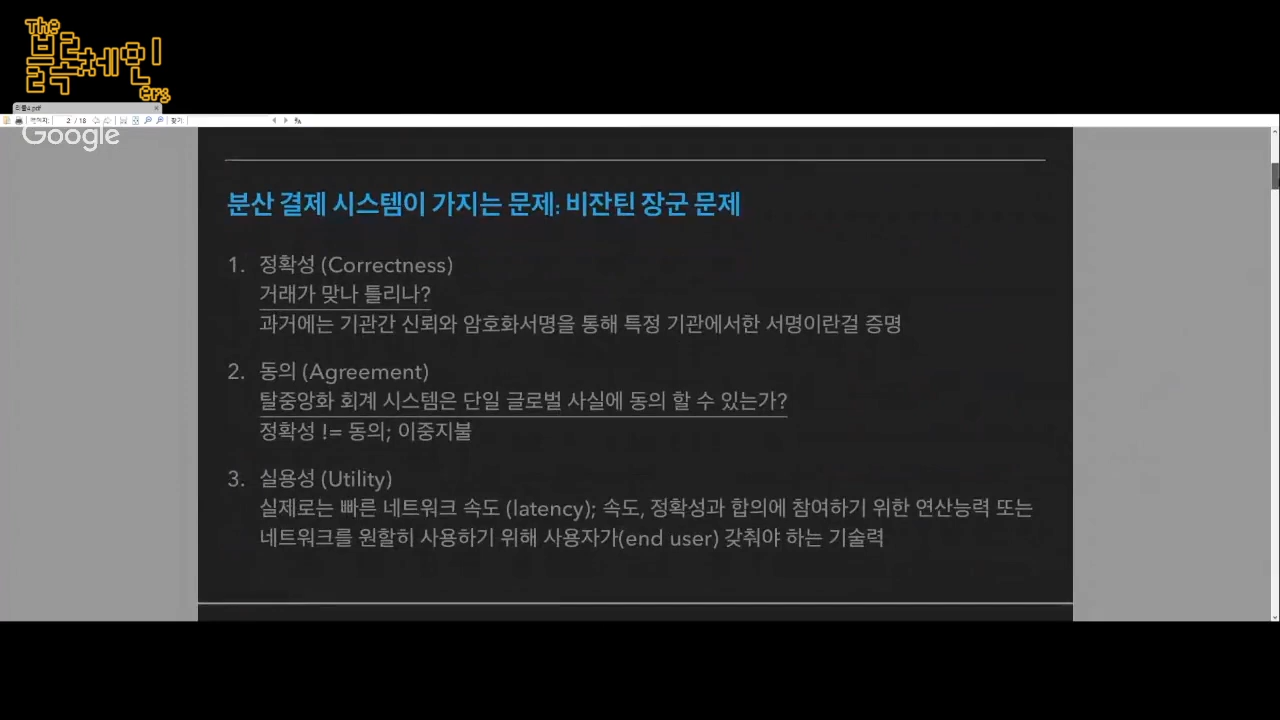 The
블록체인
ers
리플4.pdf
2 / 18
찾기:
Google
분산 결제 시스템이 가지는 문제: 비잔틴 장군 문제
1. 정확성 (Correctness)
거래가 맞나 틀리나?
과거에는 기관간 신뢰와 암호화서명을 통해 특정 기관에서한 서명이란걸 증명
2. 동의 (Agreement)
탈중앙화 회계 시스템은 단일 글로벌 사실에 동의 할 수 있는가?
정확성 != 동의; 이중지불
3. 실용성 (Utility)
실제로는 빠른 네트워크 속도 (latency); 속도, 정확성과 합의에 참여하기 위한 연산능력 또는
네트워크를 원할히 사용하기 위해 사용자가(end user) 갖춰야 하는 기술력